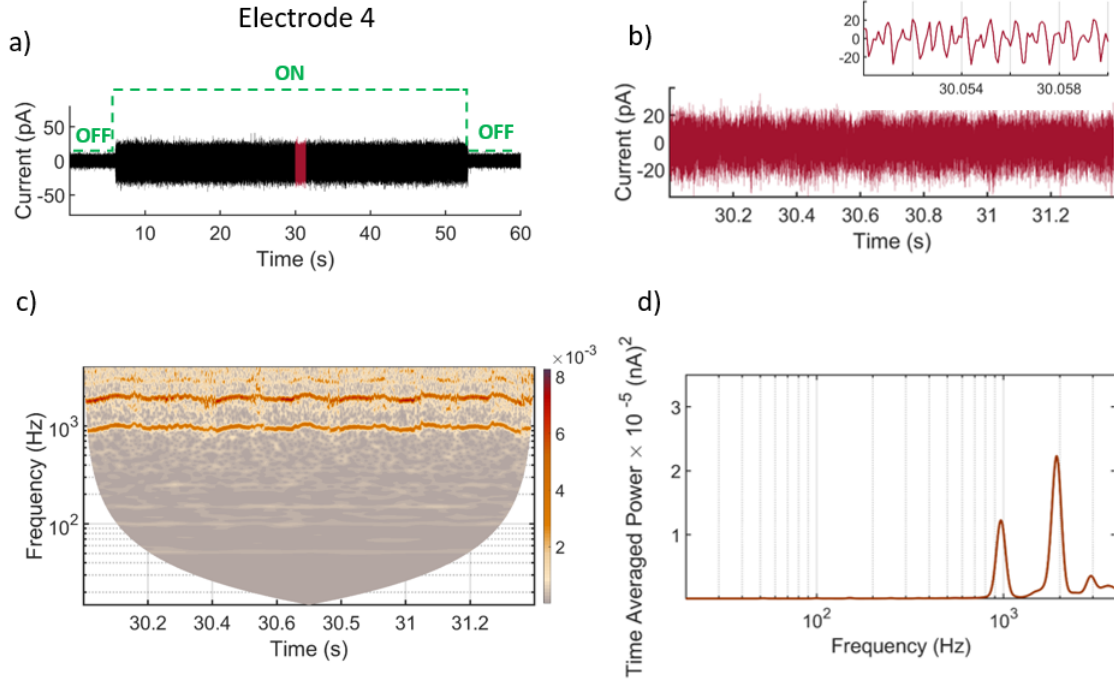 Electrode 4
a)
ON
OFF
OFF
Current (pA)
50
0
-50
10 20 30 40 50 60
Time (s)
b)
20
0
-20
30.054 30.058
Current (pA)
20
0
-20
30.2 30.4 30.6 30.8 31 31.2
Time (s)
c)
×10⁻³
8
6
4
2
Frequency (Hz)
10³
10²
30.2 30.4 30.6 30.5 31 31.2
Time (s)
d)
Time Averaged Power × 10⁻⁵ (nA)²
3
2
1
10² 10³
Frequency (Hz)